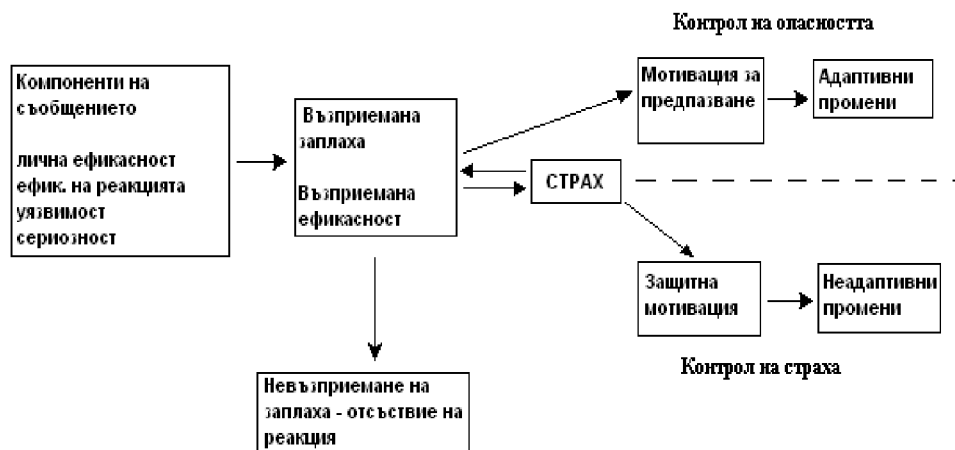 Контрол на опасността
Компоненти на
съобщението
лична ефикасност
ефик. на реакцията
уязвимост
сериозност
Възприемана
заплаха
Възприемана
ефикасност
Мотивация за
предпазване
Адаптивни
промени
СТРАХ
Защитна
мотивация
Неадаптивни
промени
Контрол на страха
Невъзприемане на
заплаха - отсъствие на
реакция